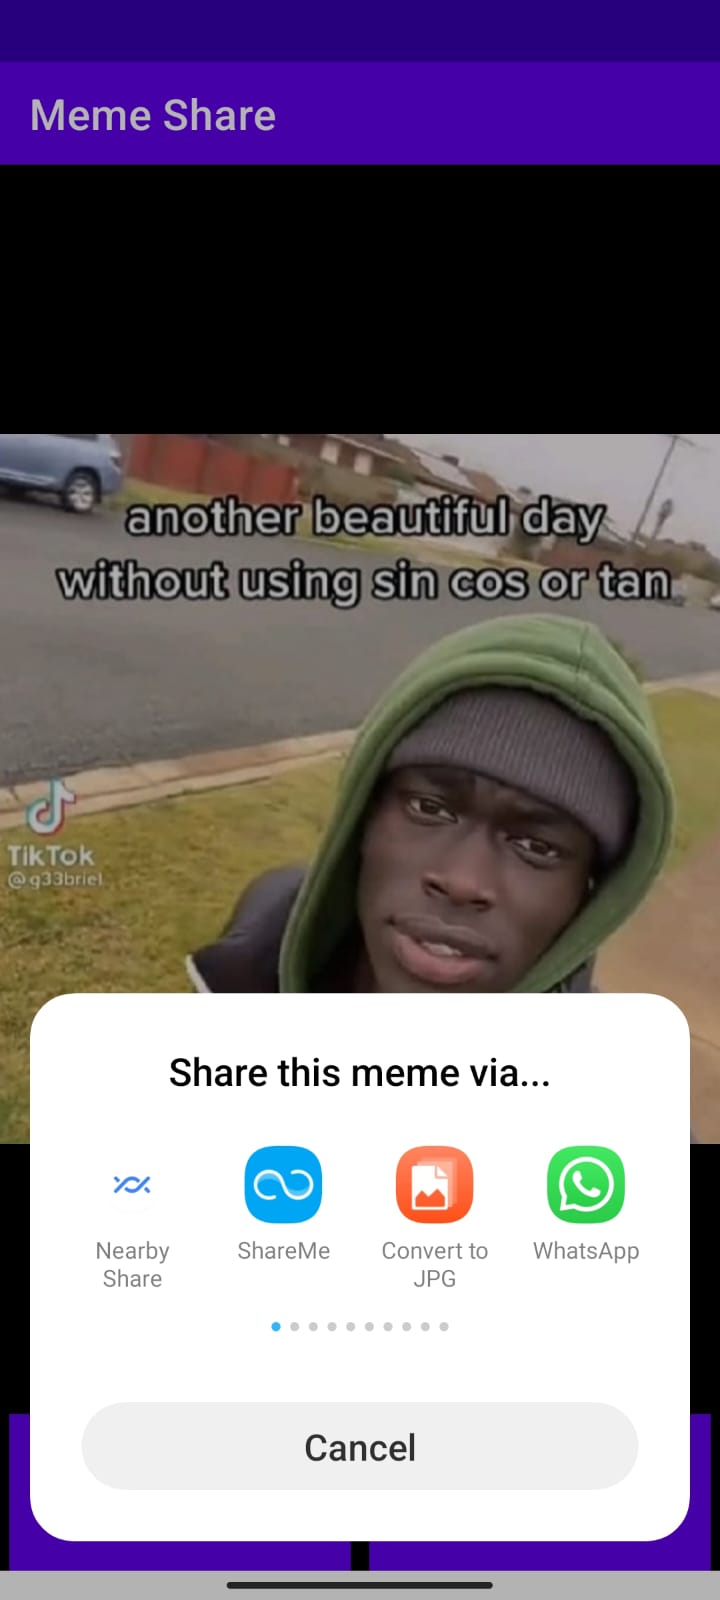 Meme Share
another beautiful day
without using sin cos or tan
TikTok
@g33briel
Share this meme via...
Nearby
Share
ShareMe
Convert to
JPG
WhatsApp
Cancel